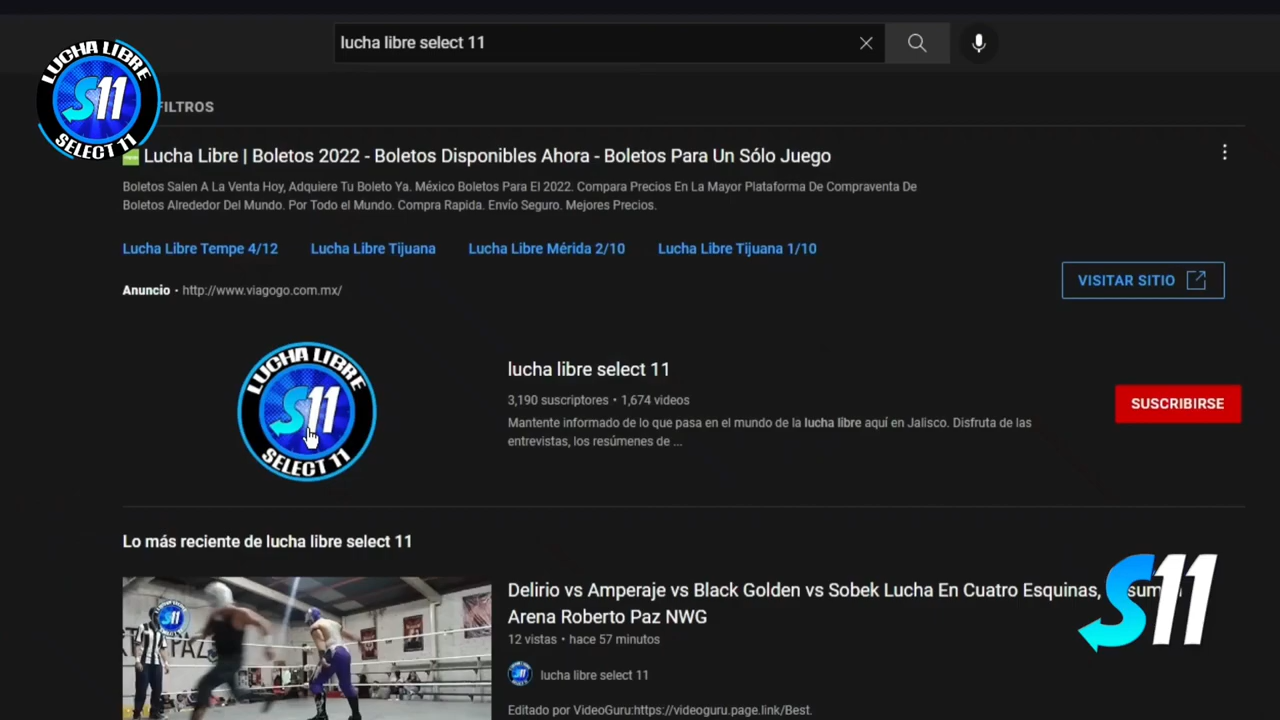 lucha libre select 11
LUCHA LIBRE
S11
SELECT 11
FILTROS
Lucha Libre | Boletos 2022 - Boletos Disponibles Ahora - Boletos Para Un Sólo Juego
Boletos Salen A La Venta Hoy, Adquiere Tu Boleto Ya. México Boletos Para El 2022. Compara Precios En La Mayor Plataforma De Compraventa De
Boletos Alrededor Del Mundo. Por Todo el Mundo. Compra Rapida. Envío Seguro. Mejores Precios.
Lucha Libre Tempe 4/12 Lucha Libre Tijuana Lucha Libre Mérida 2/10 Lucha Libre Tijuana 1/10
VISITAR SITIO
Anuncio · http://www.viagogo.com.mx/
LUCHA LIBRE
S11
SELECT 11
lucha libre select 11
3,190 suscriptores · 1,674 videos
Mantente informado de lo que pasa en el mundo de la lucha libre aquí en Jalisco. Disfruta de las
entrevistas, los resúmenes de ...
SUSCRIBIRSE
Lo más reciente de lucha libre select 11
S11
Delirio vs Amperaje vs Black Golden vs Sobek Lucha En Cuatro Esquinas,
Arena Roberto Paz NWG
12 vistas · hace 57 minutos
lucha libre select 11
Editado por VideoGuru:https://videoguru.page.link/Best.
S11